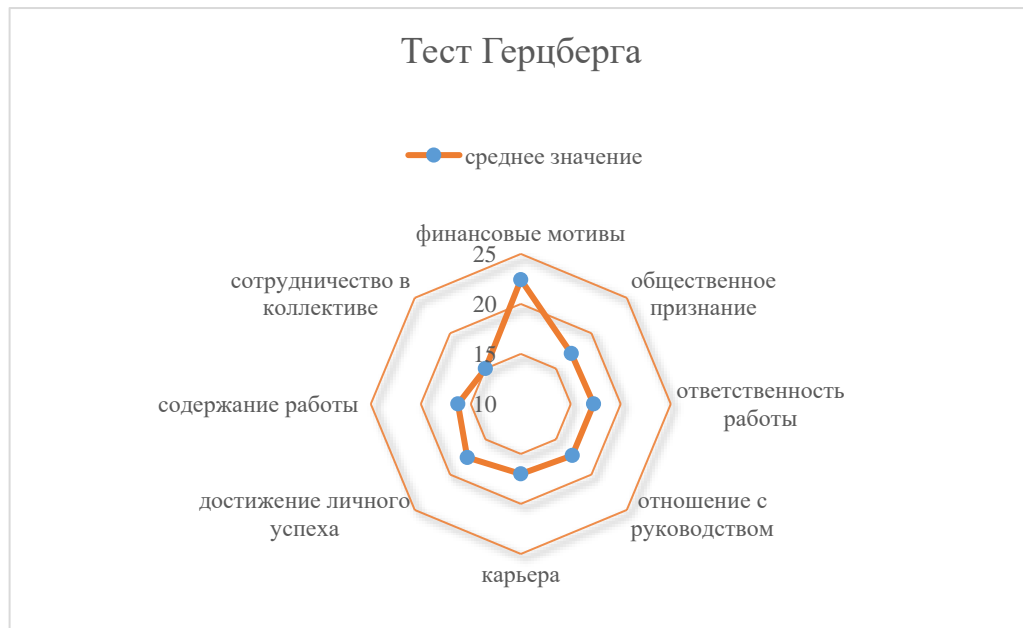 Тест Герцберга
среднее значение
финансовые мотивы
25
сотрудничество в
коллективе
общественное
признание
20
15
содержание работы
10
ответственность
работы
достижение личного
успеха
отношение с
руководством
карьера